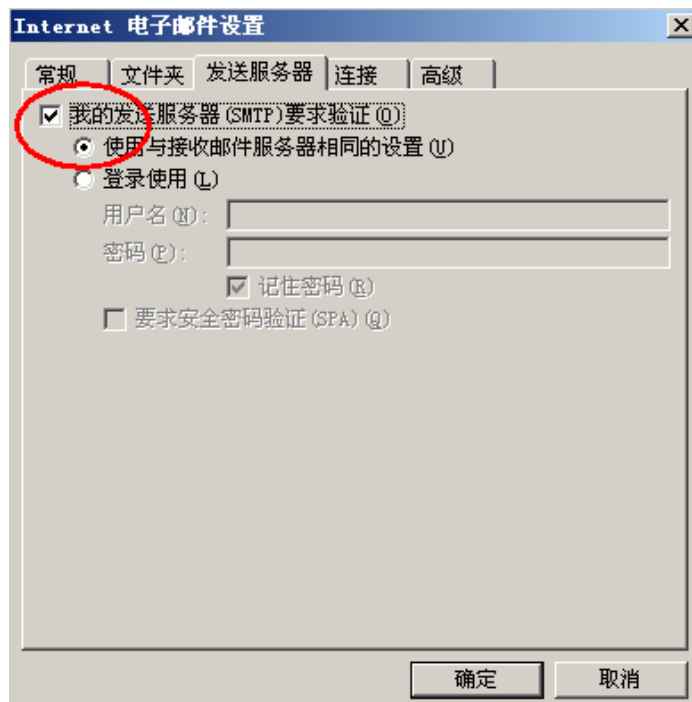 Internet 电子邮件设置
常规 文件夹 发送服务器 连接 高级
我的发送服务器(SMTP)要求验证(O)
使用与接收邮件服务器相同的设置(U)
登录使用(L)
用户名(N):
密码(P):
记住密码(R)
要求安全密码验证(SPA)(Q)
确定 取消